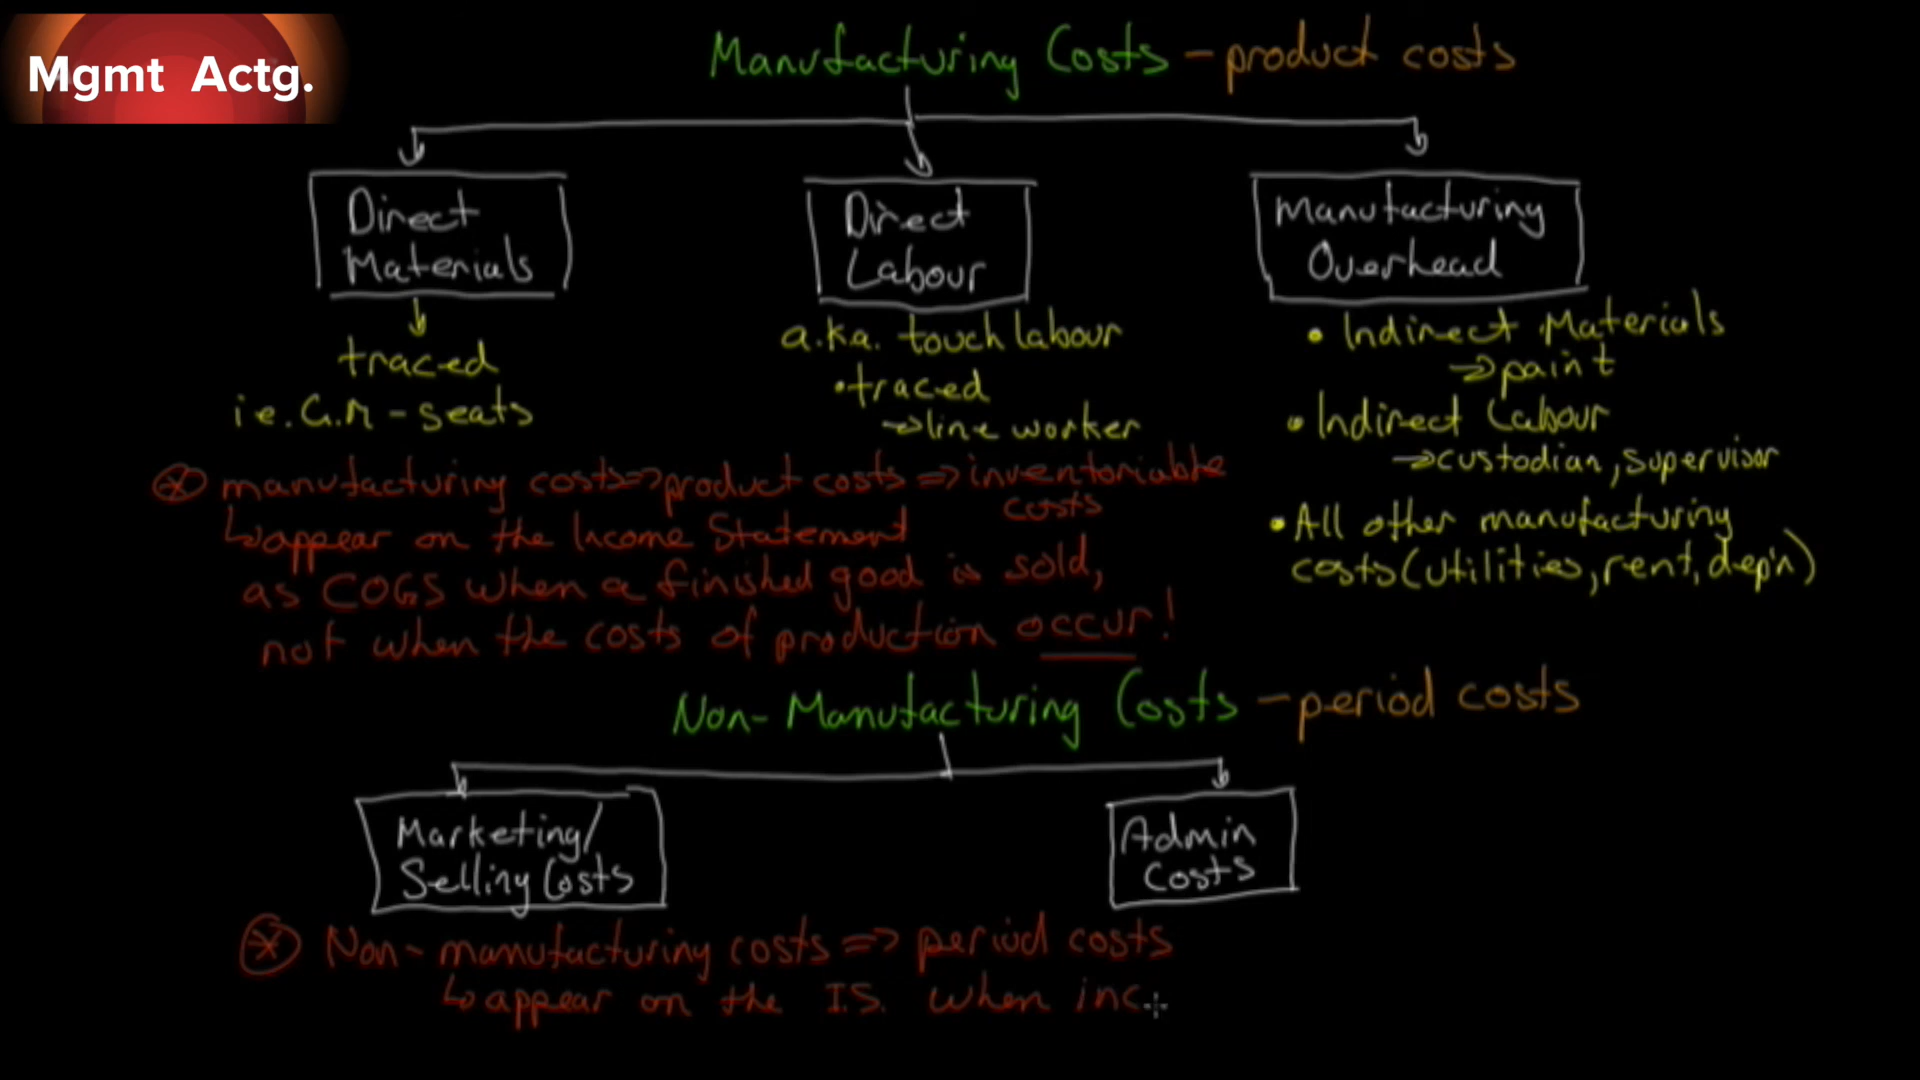 Mgmt Actg.
Manufacturing Costs - product costs
Direct
Materials
Direct
Labour
Manufacturing
Overhead
traced
i.e. G.M - seats
a.k.a. touch labour
• traced
→ line worker
• Indirect Materials
→ paint
• Indirect Labour
→ custodian, supervisor
• All other manufacturing
costs (utilities, rent, dep'n)
manufacturing costs => product costs => inventoriable
costs
↳ appear on the Income Statement
as COGS when a finished good is sold,
not when the costs of production occur!
Non-Manufacturing Costs - period costs
Marketing/
Selling Costs
Admin
Costs
Non-manufacturing costs => period costs
↳ appear on the I.S. when inc